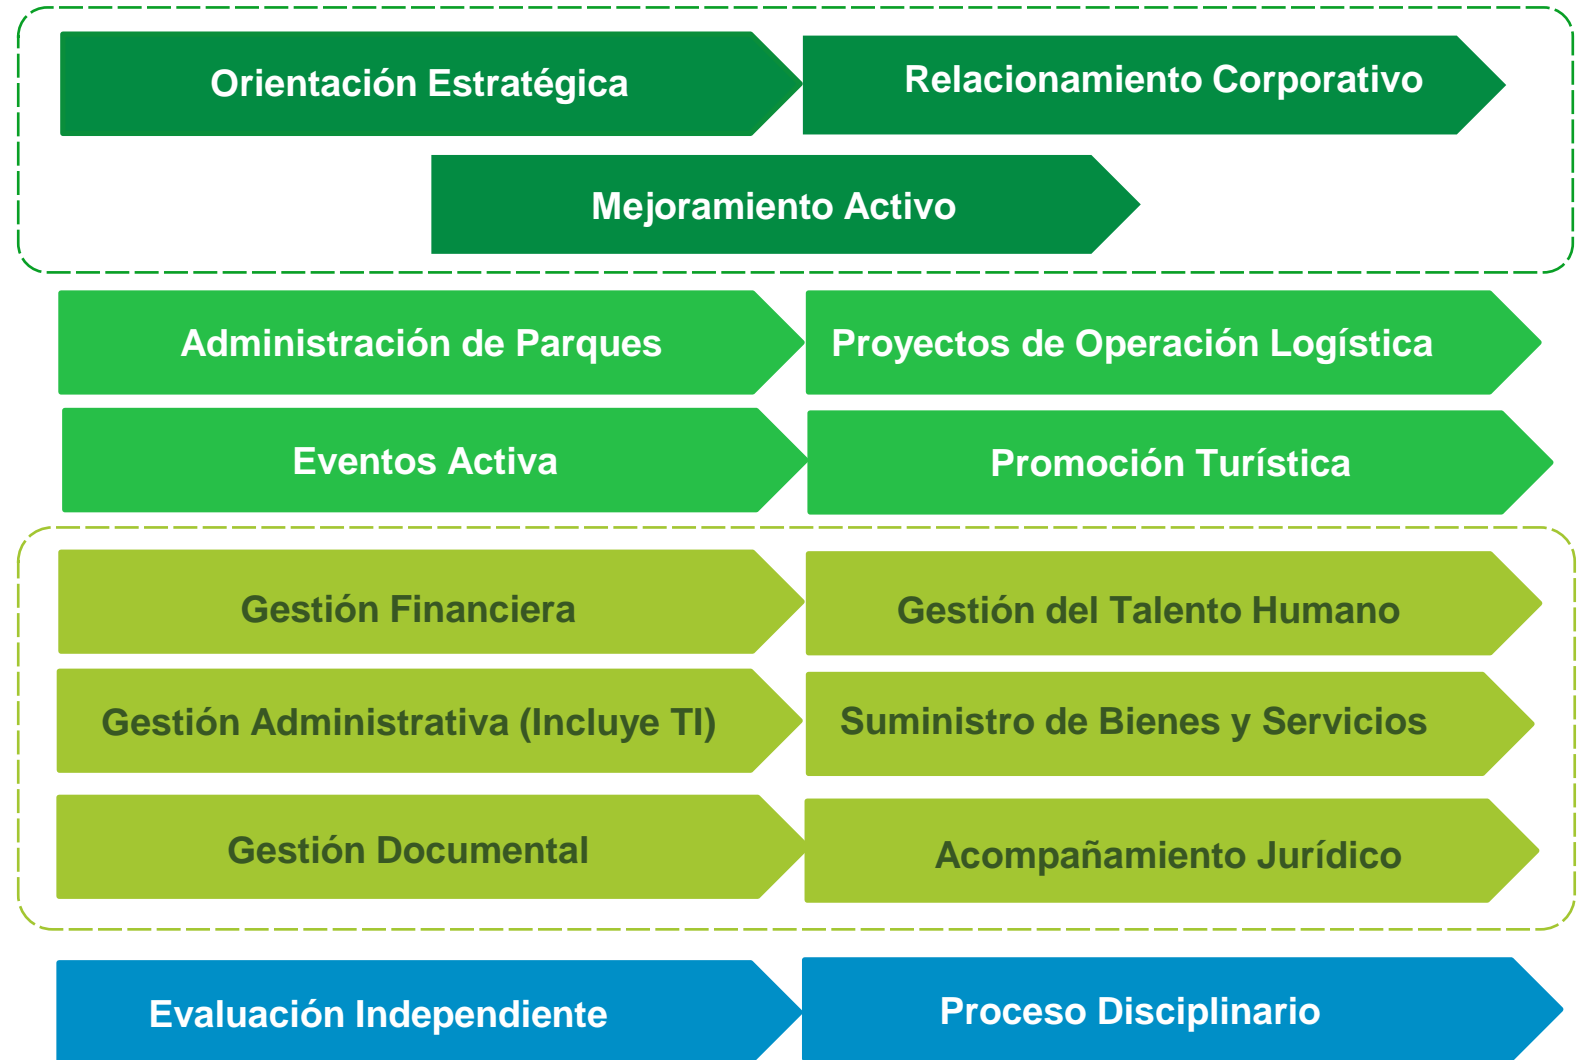 Orientación Estratégica
Relacionamiento Corporativo
Mejoramiento Activo
Administración de Parques
Proyectos de Operación Logística
Eventos Activa
Promoción Turística
Gestión Financiera
Gestión del Talento Humano
Gestión Administrativa (Incluye TI)
Suministro de Bienes y Servicios
Gestión Documental
Acompañamiento Jurídico
Evaluación Independiente
Proceso Disciplinario